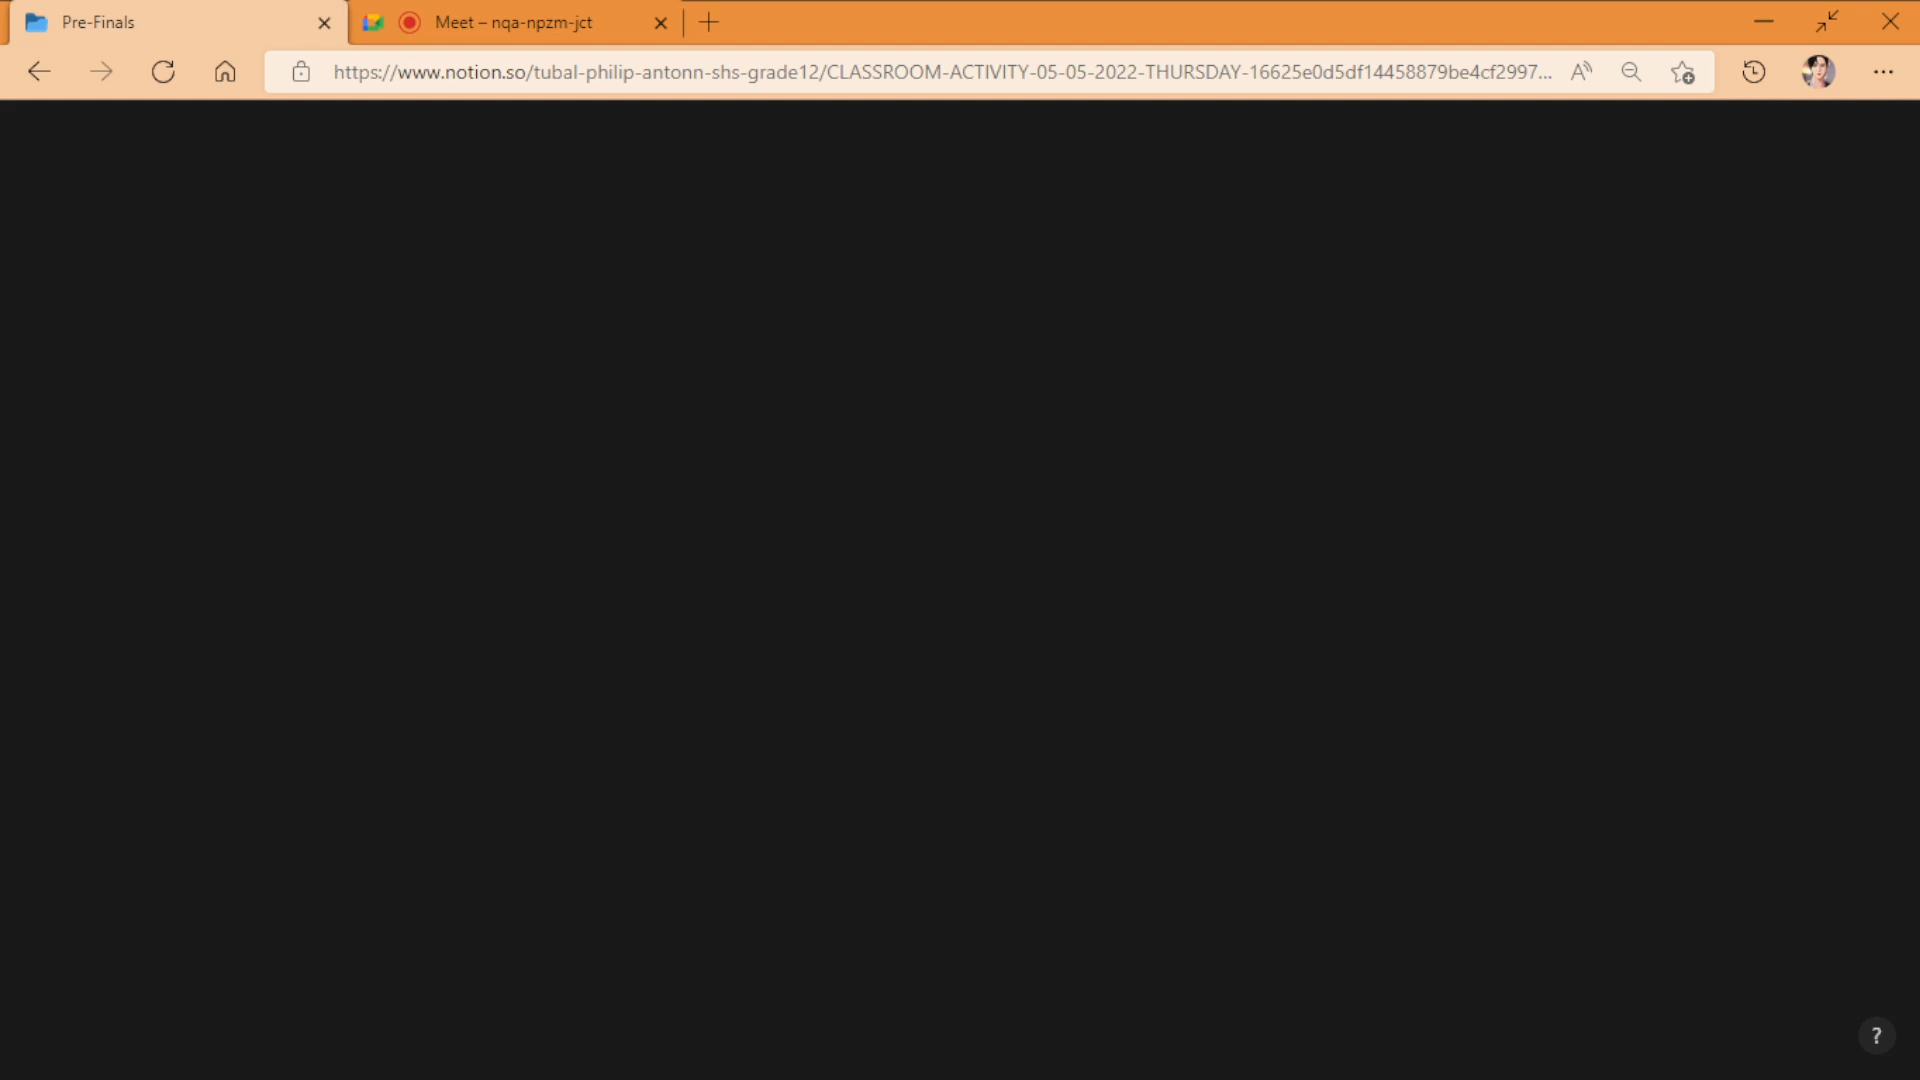 Pre-Finals
Meet – nqa-npzm-jct
https://www.notion.so/tubal-philip-antonn-shs-grade12/CLASSROOM-ACTIVITY-05-05-2022-THURSDAY-16625e0d5df14458879be4cf2997...
?